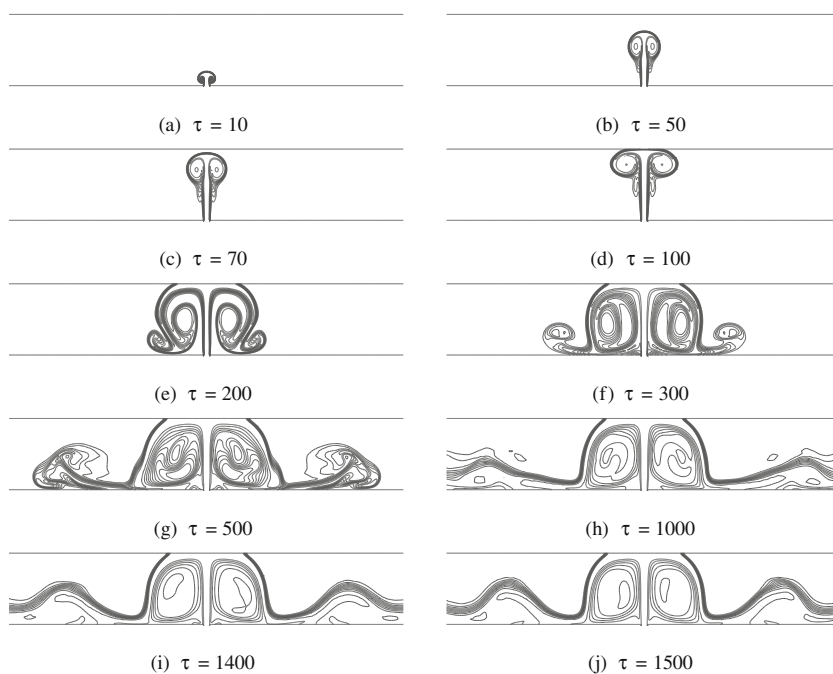 (a) τ = 10
(b) τ = 50
(c) τ = 70
(d) τ = 100
(e) τ = 200
(f) τ = 300
(g) τ = 500
(h) τ = 1000
(i) τ = 1400
(j) τ = 1500